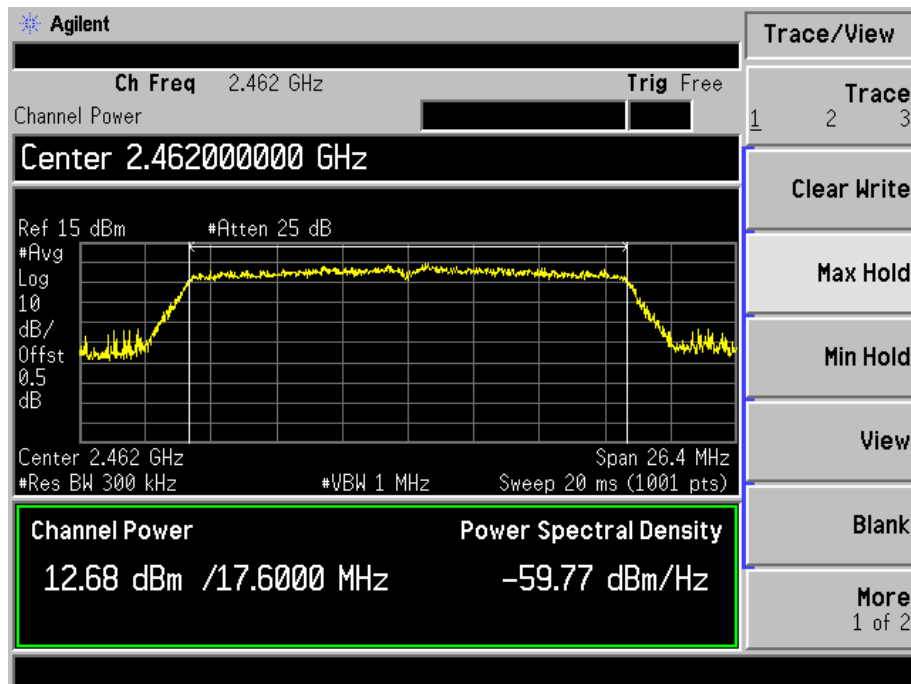 Agilent
Trace/View
Ch Freq 2.462 GHz Trig Free
Channel Power
Trace
1 2 3
Center 2.462000000 GHz
Clear Write
Ref 15 dBm #Atten 25 dB
#Avg
Log
10
dB/
Offst
0.5
dB
Max Hold
Min Hold
View
Center 2.462 GHz Span 26.4 MHz
#Res BW 300 kHz #VBW 1 MHz Sweep 20 ms (1001 pts)
Channel Power Power Spectral Density
12.68 dBm /17.6000 MHz -59.77 dBm/Hz
Blank
More
1 of 2